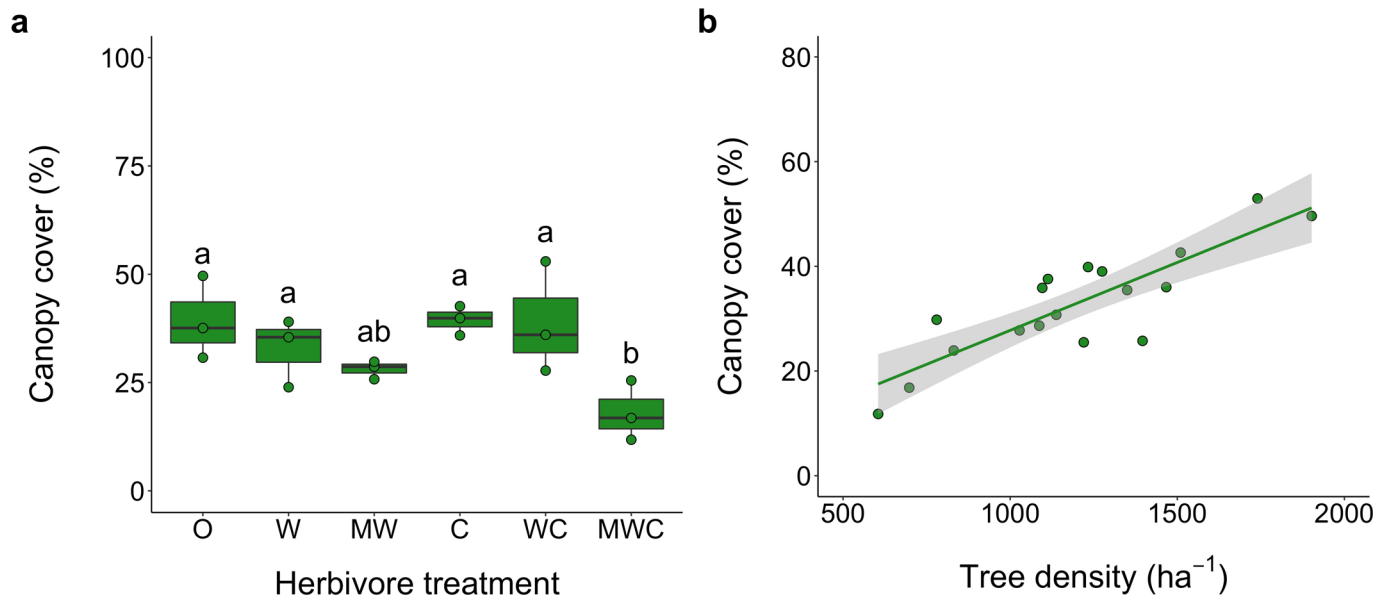 a
Canopy cover (%)
100
75
50
25
0
a
a
ab
a
a
b
O W MW C WC MWC
Herbivore treatment
b
Canopy cover (%)
80
60
40
20
0
500 1000 1500 2000
Tree density (ha⁻¹)